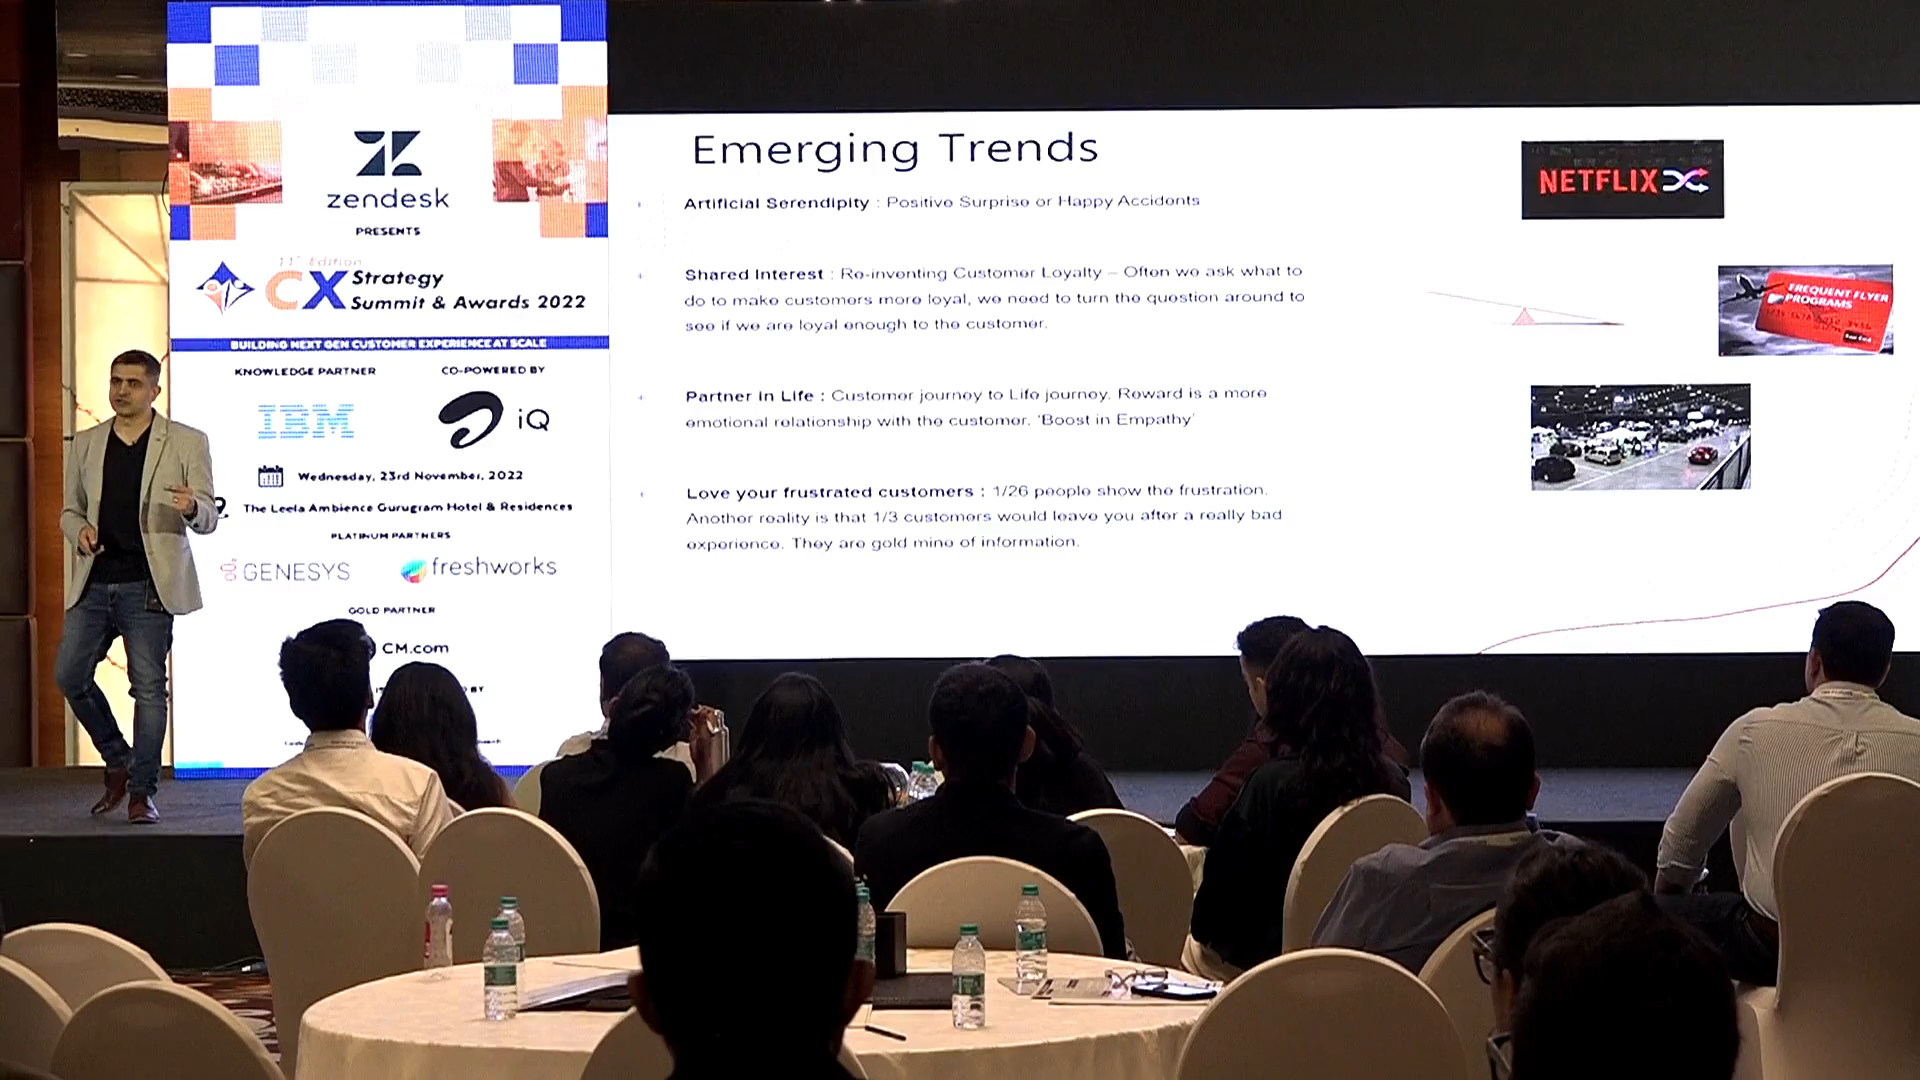 zendesk
PRESENTS
11th Edition
CX Strategy
Summit & Awards 2022
BUILDING NEXT GEN CUSTOMER EXPERIENCE AT SCALE
KNOWLEDGE PARTNER
CO-POWERED BY
IBM
iQ
Wednesday, 23rd November, 2022
The Leela Ambience Gurugram Hotel & Residences
PLATINUM PARTNERS
GENESYS
freshworks
GOLD PARTNER
CM.com
BY
Emerging Trends
Artificial Serendipity : Positive Surprise or Happy Accidents
Shared Interest : Re-inventing Customer Loyalty – Often we ask what to
do to make customers more loyal, we need to turn the question around to
see if we are loyal enough to the customer.
Partner in Life : Customer journey to Life journey. Reward is a more
emotional relationship with the customer. 'Boost in Empathy'
Love your frustrated customers : 1/26 people show the frustration.
Another reality is that 1/3 customers would leave you after a really bad
experience. They are gold mine of information.
NETFLIX
FREQUENT FLYER
PROGRAMS